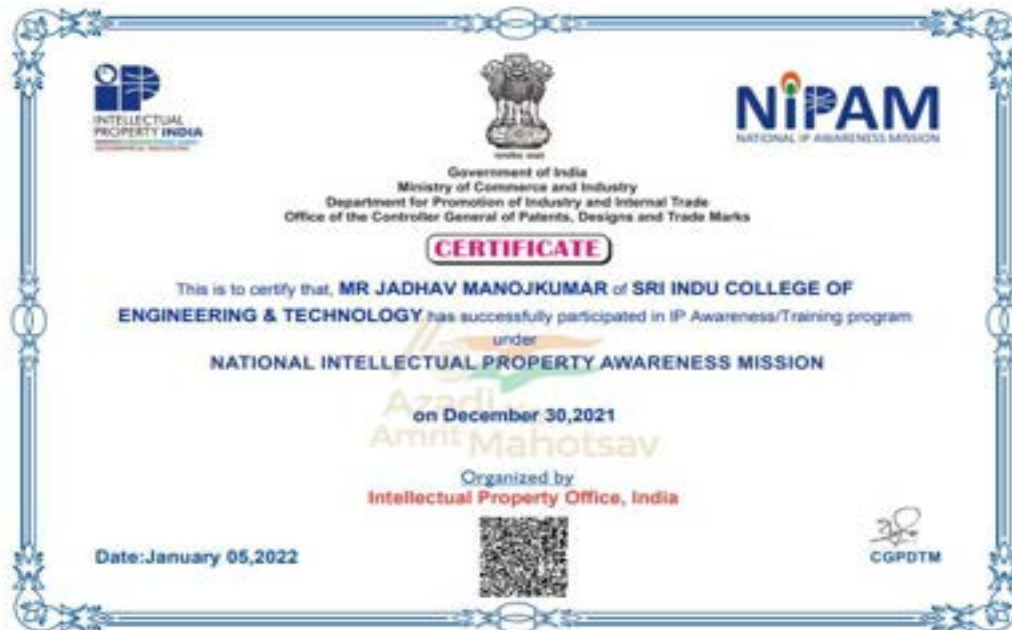 iP
INTELLECTUAL
PROPERTY INDIA
NiPAM
NATIONAL IP AWARENESS MISSION
Government of India
Ministry of Commerce and Industry
Department for Promotion of Industry and Internal Trade
Office of the Controller General of Patents, Designs and Trade Marks
CERTIFICATE
This is to certify that, MR JADHAV MANOJKUMAR of SRI INDU COLLEGE OF
ENGINEERING & TECHNOLOGY has successfully participated in IP Awareness/Training program
under
NATIONAL INTELLECTUAL PROPERTY AWARENESS MISSION
Azadi
Amrit Mahotsav
on December 30,2021
Organized by
Intellectual Property Office, India
Date:January 05,2022
CGPDTM